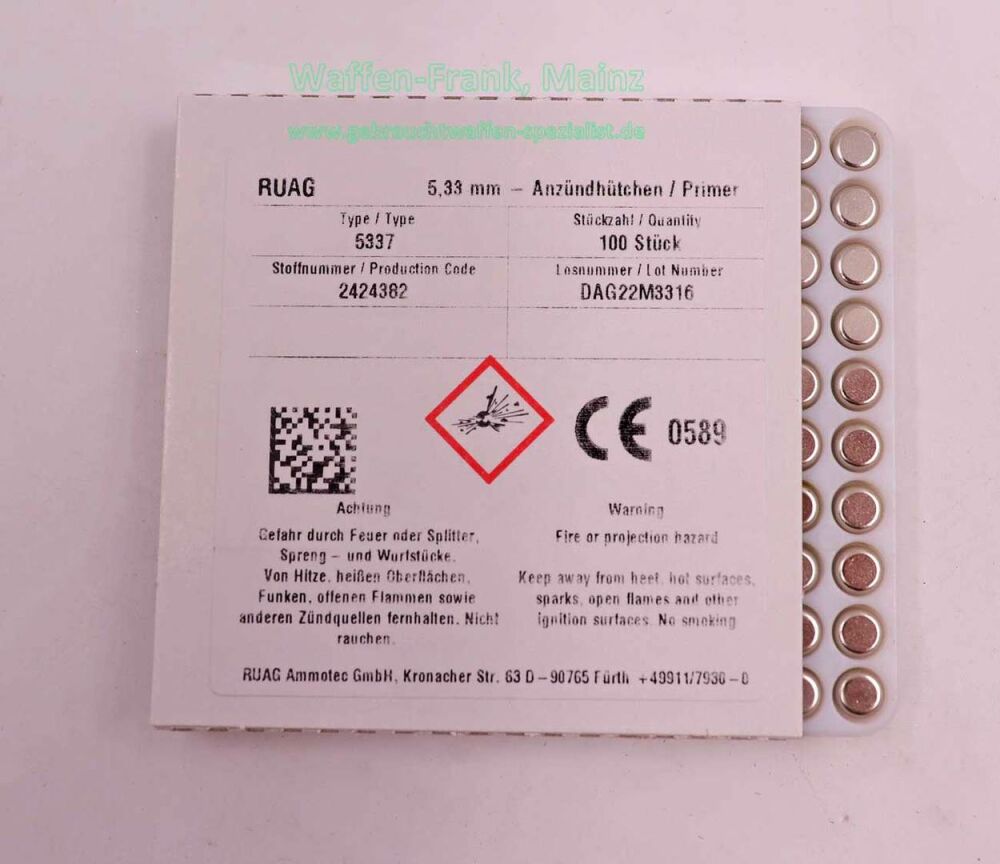 Waffen-Frank, Mainz
www.gebrauchtwaffen-spezialist.de
RUAG 5,33 mm – Anzündhütchen / Primer
Type / Type Stückzahl / Quantity
5337 100 Stück
Stoffnummer / Production Code Losnummer / Lot Number
2424382 DAG22M3316
CE 0589
Achtung Warning
Gefahr durch Feuer oder Splitter, Fire or projection hazard
Spreng – und Wurfstücke.
Von Hitze, heißen Oberflächen, Keep away from heet, hot surfaces,
Funken, offenen Flammen sowie sparks, open flames and other
anderen Zündquellen fernhalten. Nicht ignition surfaces. No smoking
rauchen.
RUAG Ammotec GmbH, Kronacher Str. 63 D – 90765 Fürth +49911/7930 – 0